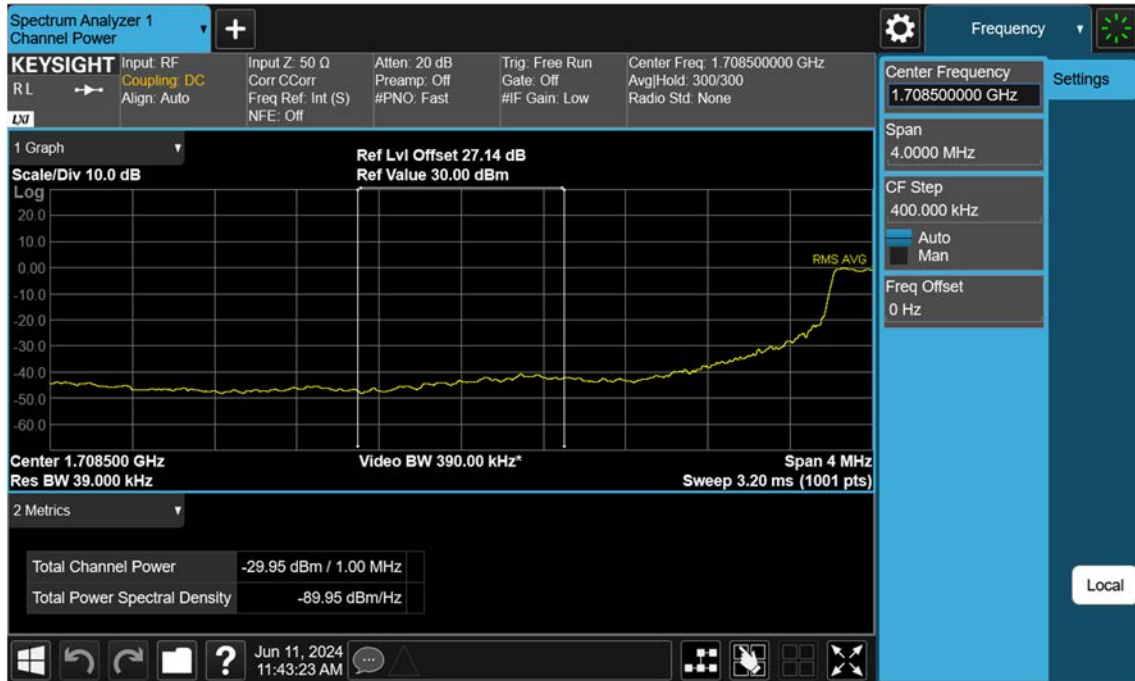 Spectrum Analyzer 1
Channel Power
Frequency
KEYSIGHT
R L
LXI
Input: RF
Coupling: DC
Align: Auto
Input Z: 50 Ω
Corr CCorr
Freq Ref: Int (S)
NFE: Off
Atten: 20 dB
Preamp: Off
#PNO: Fast
Trig: Free Run
Gate: Off
#IF Gain: Low
Center Freq: 1.708500000 GHz
Avg|Hold: 300/300
Radio Std: None
Center Frequency
1.708500000 GHz
Settings
Span
4.0000 MHz
CF Step
400.000 kHz
Auto
Man
Freq Offset
0 Hz
Local
1 Graph
Scale/Div 10.0 dB
Ref Lvl Offset 27.14 dB
Ref Value 30.00 dBm
Log
20.0
10.0
0.00
-10.0
-20.0
-30.0
-40.0
-50.0
-60.0
RMS AVG
Center 1.708500 GHz
Res BW 39.000 kHz
Video BW 390.00 kHz*
Span 4 MHz
Sweep 3.20 ms (1001 pts)
2 Metrics
Total Channel Power -29.95 dBm / 1.00 MHz
Total Power Spectral Density -89.95 dBm/Hz
?
Jun 11, 2024
11:43:23 AM